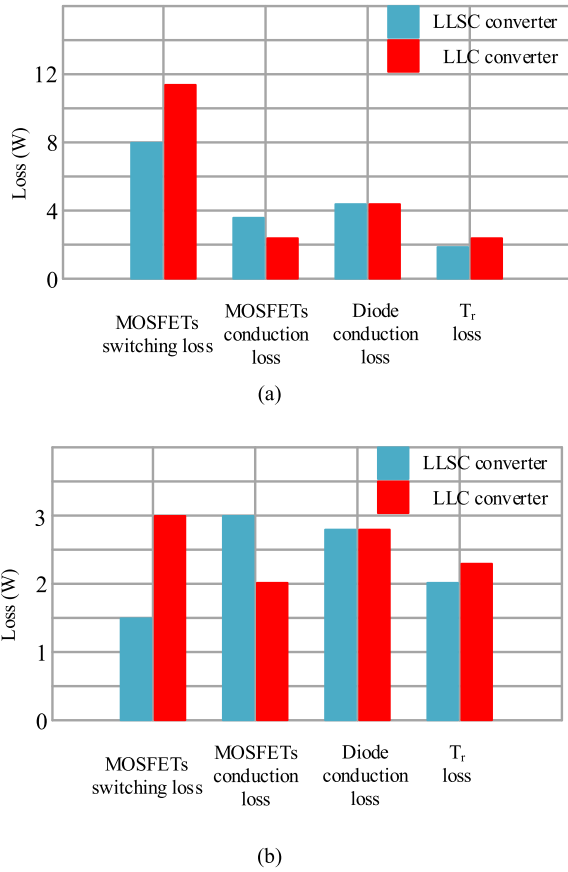 LLSC converter
LLC converter
12
8
4
0
Loss (W)
MOSFETs
switching loss
MOSFETs
conduction
loss
Diode
conduction
loss
Tr
loss
(a)
LLSC converter
LLC converter
3
2
1
0
Loss (W)
MOSFETs
switching loss
MOSFETs
conduction
loss
Diode
conduction
loss
Tr
loss
(b)